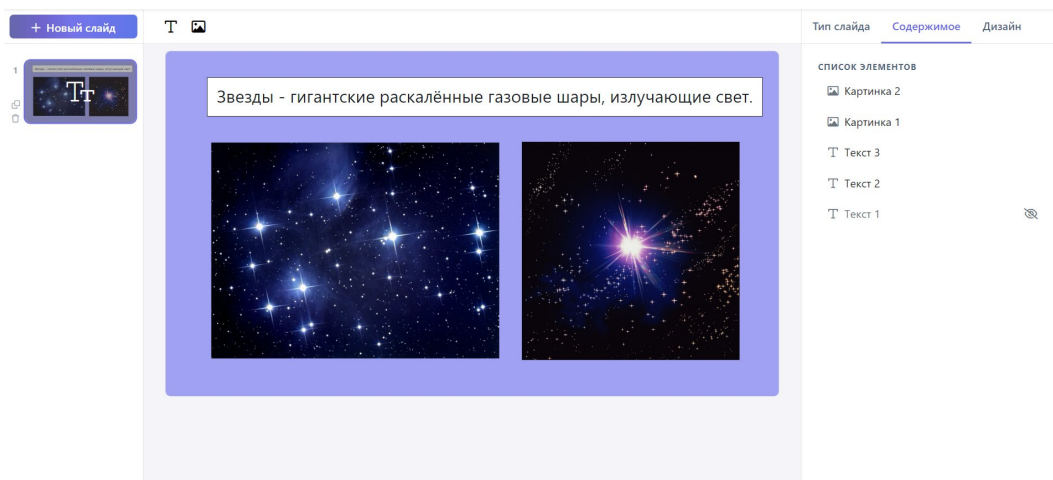 + Новый слайд
Тип слайда
Содержимое
Дизайн
1
Tт
Звезды - гигантские раскалённые газовые шары, излучающие свет.
СПИСОК ЭЛЕМЕНТОВ
Картинка 2
Картинка 1
Текст 3
Текст 2
Текст 1